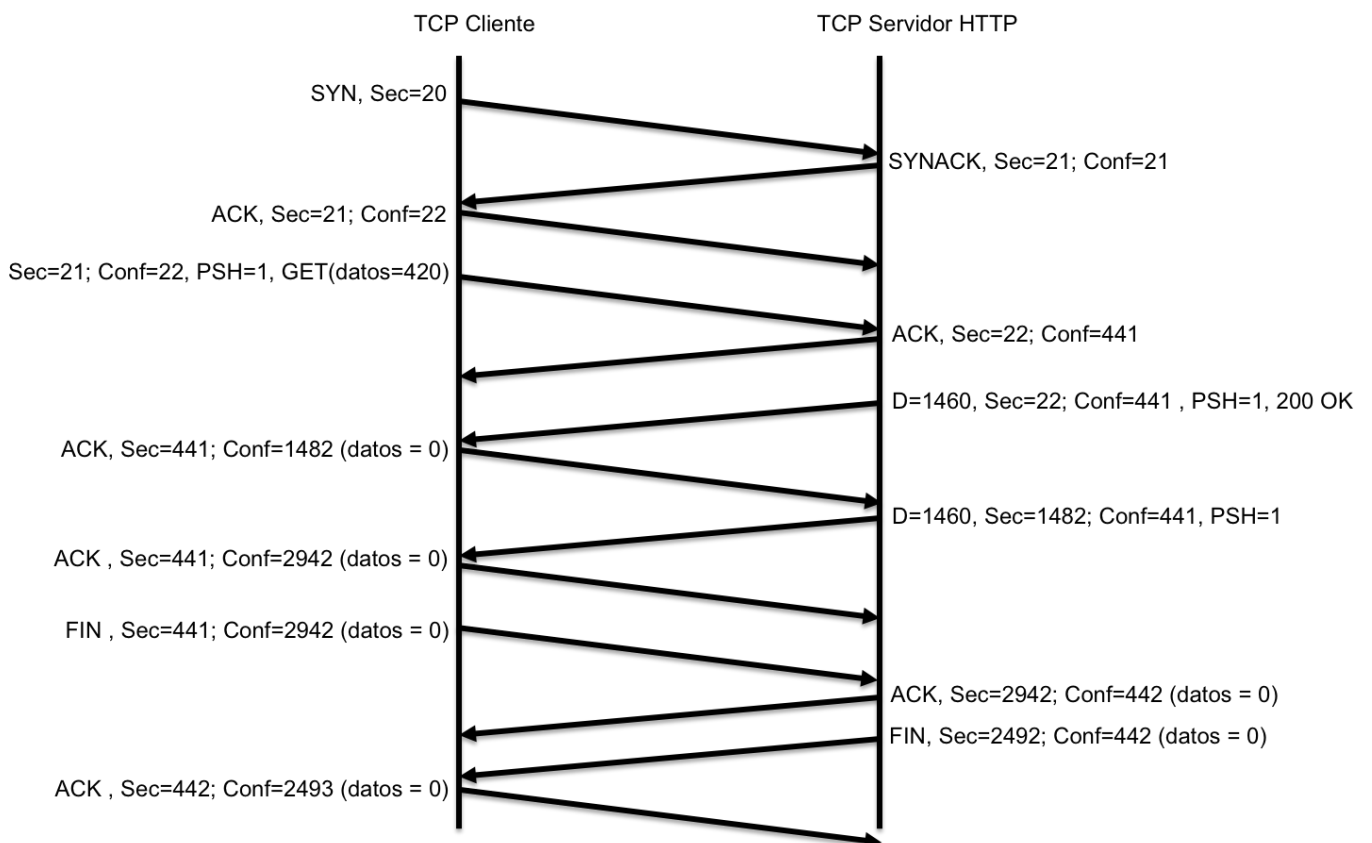 TCP Cliente
TCP Servidor HTTP
SYN, Sec=20
SYNACK, Sec=21; Conf=21
ACK, Sec=21; Conf=22
Sec=21; Conf=22, PSH=1, GET(datos=420)
ACK, Sec=22; Conf=441
D=1460, Sec=22; Conf=441 , PSH=1, 200 OK
ACK, Sec=441; Conf=1482 (datos = 0)
D=1460, Sec=1482; Conf=441, PSH=1
ACK , Sec=441; Conf=2942 (datos = 0)
FIN , Sec=441; Conf=2942 (datos = 0)
ACK, Sec=2942; Conf=442 (datos = 0)
FIN, Sec=2492; Conf=442 (datos = 0)
ACK , Sec=442; Conf=2493 (datos = 0)